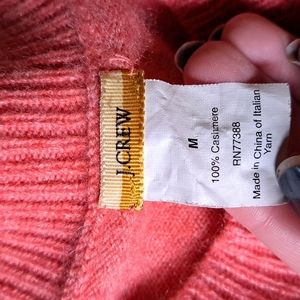 J.CREW
M
100% Cashmere
RN77388
Made in China of Italian
Yarn